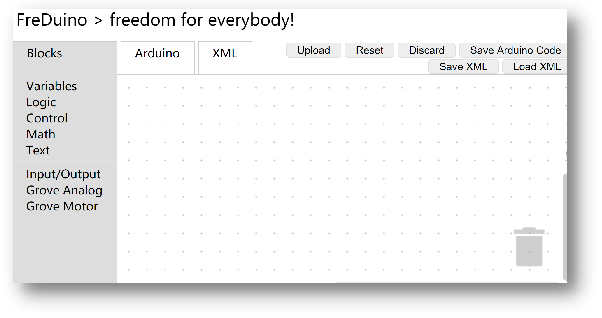 FreDuino > freedom for everybody!
Blocks
Arduino
XML
Upload
Reset
Discard
Save Arduino Code
Save XML
Load XML
Variables
Logic
Control
Math
Text
Input/Output
Grove Analog
Grove Motor